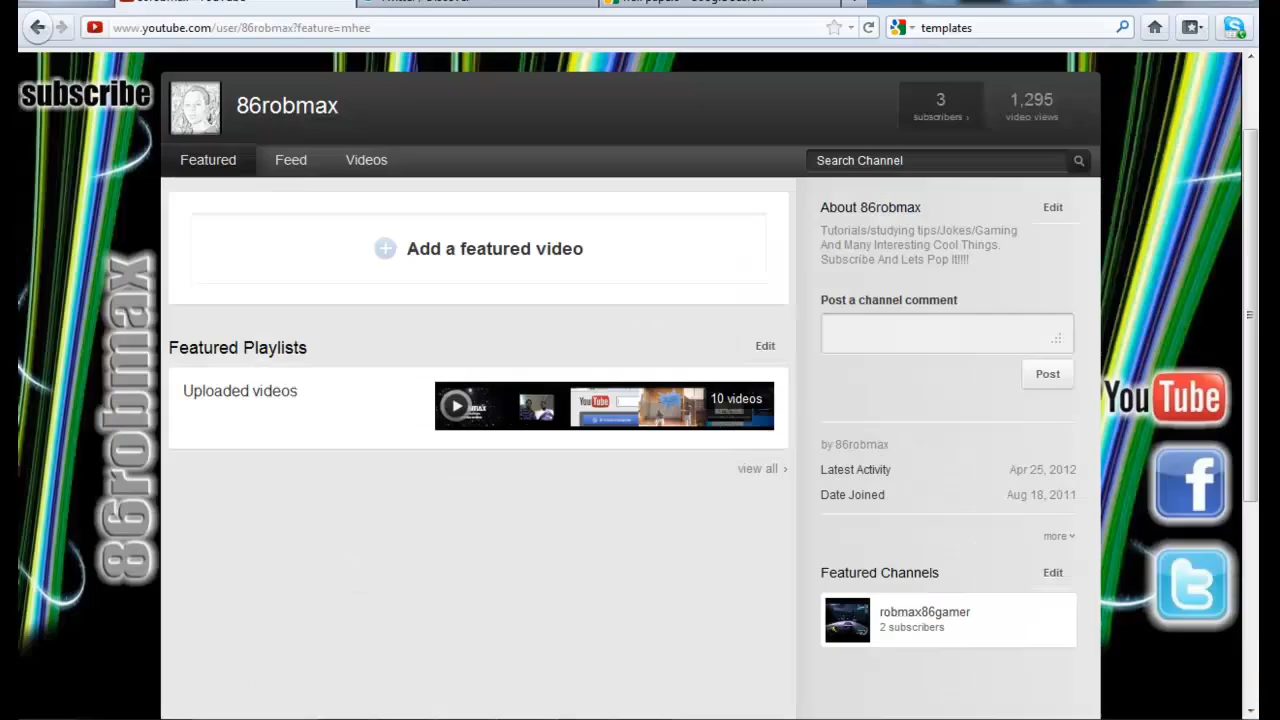 www.youtube.com/user/86robmax?feature=mhee
templates
subscribe
86robmax
3
subscribers ›
1,295
video views
Featured
Feed
Videos
Search Channel
Add a featured video
About 86robmax
Edit
Tutorials/studying tips/Jokes/Gaming
And Many Interesting Cool Things.
Subscribe And Lets Pop It!!!!
Post a channel comment
Post
Featured Playlists
Edit
Uploaded videos
YouTube
10 videos
view all ›
by 86robmax
Latest Activity
Apr 25, 2012
Date Joined
Aug 18, 2011
more
Featured Channels
Edit
robmax86gamer
2 subscribers
86robmax
YouTube
f
t